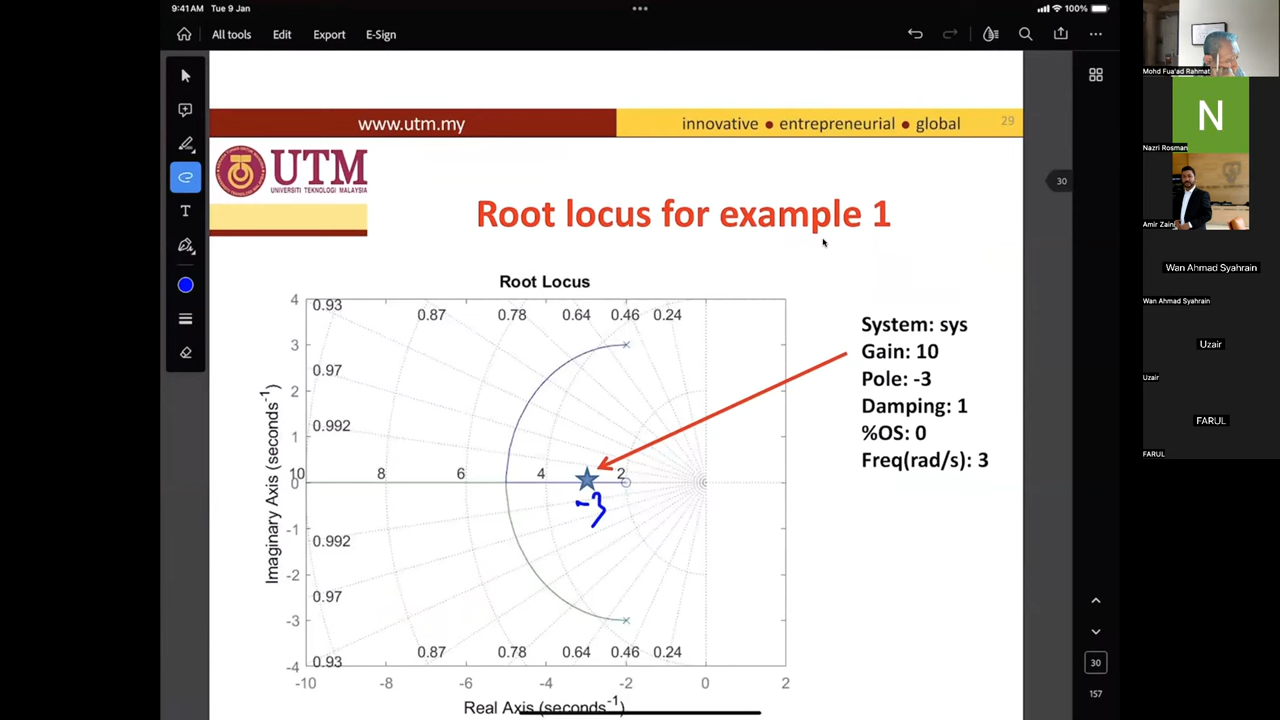 9:41 AM Tue 9 Jan
100%
All tools Edit Export E-Sign
www.utm.my
innovative • entrepreneurial • global
29
UTM
UNIVERSITI TEKNOLOGI MALAYSIA
Root locus for example 1
Root Locus
4
3
2
1
0
-1
-2
-3
-4
0.93 0.87 0.78 0.64 0.46 0.24
0.97
0.992
10 8 6 4 2
-3
0.992
0.97
0.93 0.87 0.78 0.64 0.46 0.24
-10 -8 -6 -4 -2 0 2
Imaginary Axis (seconds-1)
Real Axis (seconds-1)
System: sys
Gain: 10
Pole: -3
Damping: 1
%OS: 0
Freq(rad/s): 3
T
30
30
157
Mohd Fua'ad Rahmat
N
Nazri Rosman
Amir Zain
Wan Ahmad Syahrain
Wan Ahmad Syahrain
Uzair
Uzair
FARUL
FARUL